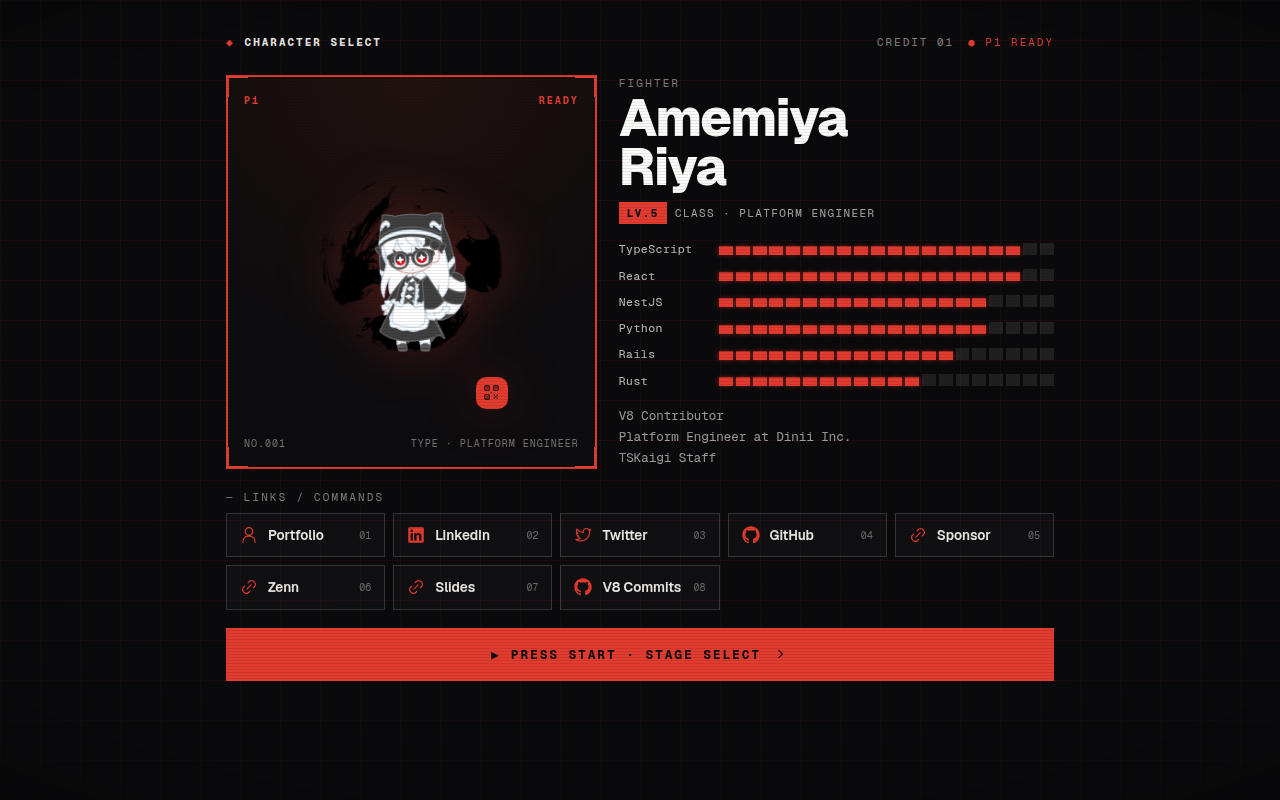 ◆ CHARACTER SELECT
CREDIT 01 ● P1 READY
P1
READY
NO.001
TYPE · PLATFORM ENGINEER
FIGHTER
Amemiya
Riya
LV.5 CLASS · PLATFORM ENGINEER
TypeScript
React
NestJS
Python
Rails
Rust
V8 Contributor
Platform Engineer at Dinii Inc.
TSKaigi Staff
— LINKS / COMMANDS
Portfolio 01
LinkedIn 02
Twitter 03
GitHub 04
Sponsor 05
Zenn 06
Slides 07
V8 Commits 08
▶ PRESS START · STAGE SELECT